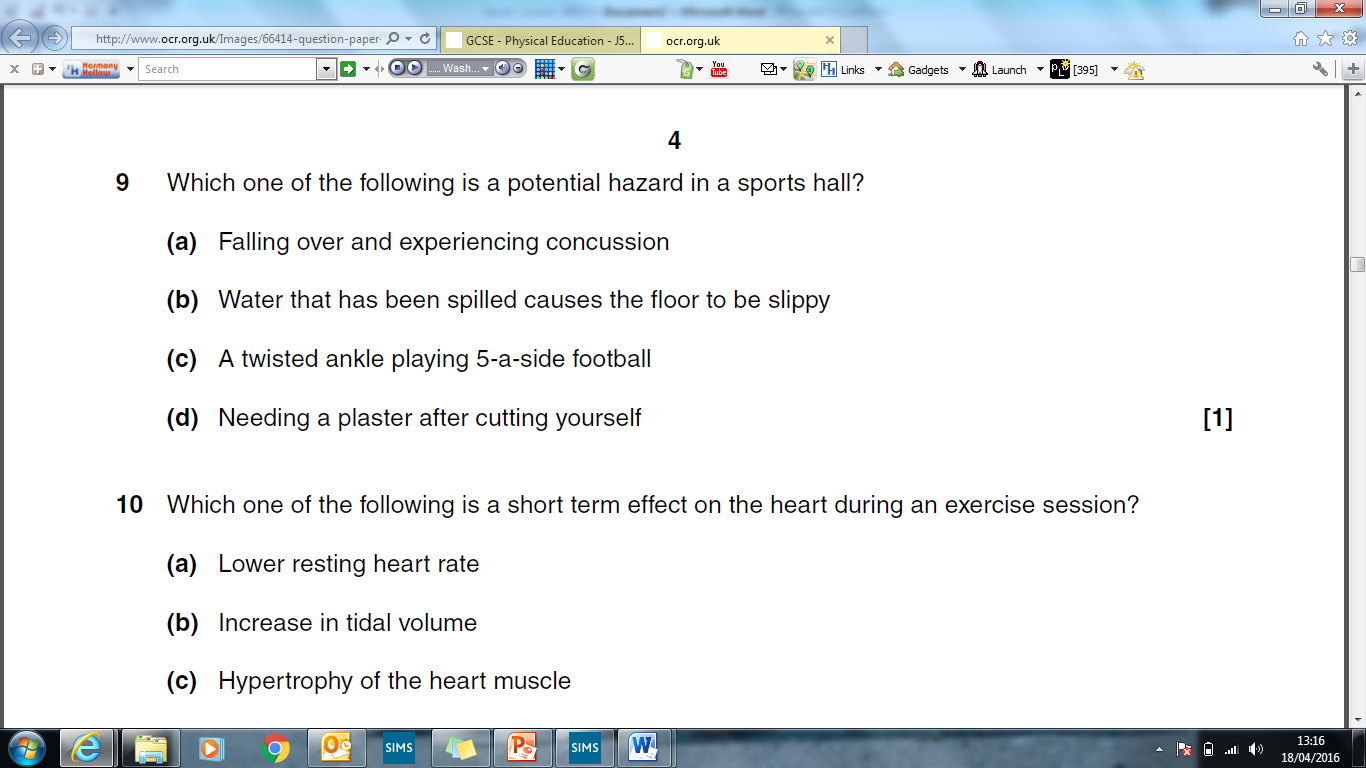 http://www.ocr.org.uk/Images/66414-question-paper-
GCSE - Physical Education - J5...
ocr.org.uk
x
Harmony Hollow
Search
..... Wash...
You Tube
Links
Gadgets
Launch
[395]
4
9 Which one of the following is a potential hazard in a sports hall?
(a) Falling over and experiencing concussion
(b) Water that has been spilled causes the floor to be slippy
(c) A twisted ankle playing 5-a-side football
(d) Needing a plaster after cutting yourself [1]
10 Which one of the following is a short term effect on the heart during an exercise session?
(a) Lower resting heart rate
(b) Increase in tidal volume
(c) Hypertrophy of the heart muscle
SIMS
SIMS
13:16
18/04/2016